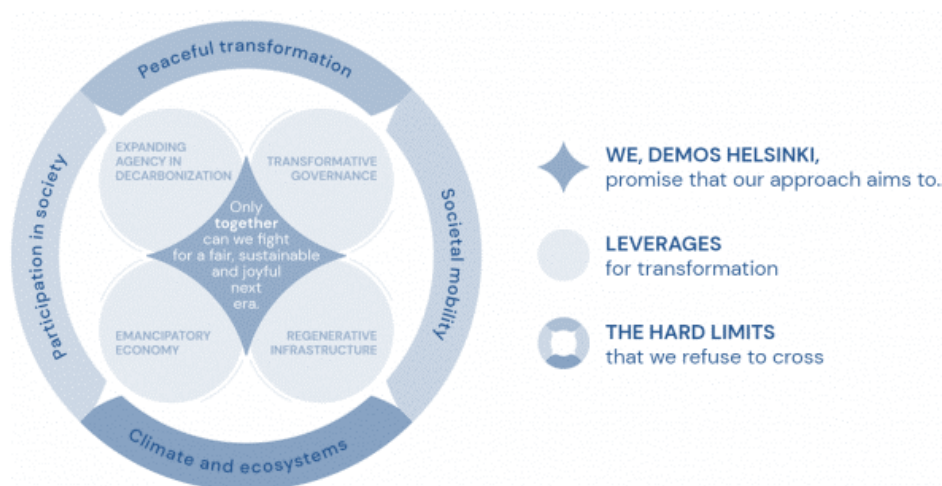 Peaceful transformation
Participation in society
Societal mobility
Climate and ecosystems
EXPANDING
AGENCY IN
DECARBONIZATION
TRANSFORMATIVE
GOVERNANCE
Only
together
can we fight
for a fair, sustainable
and joyful
next
era.
EMANCIPATORY
ECONOMY
REGENERATIVE
INFRASTRUCTURE
WE, DEMOS HELSINKI,
promise that our approach aims to..
LEVERAGES
for transformation
THE HARD LIMITS
that we refuse to cross